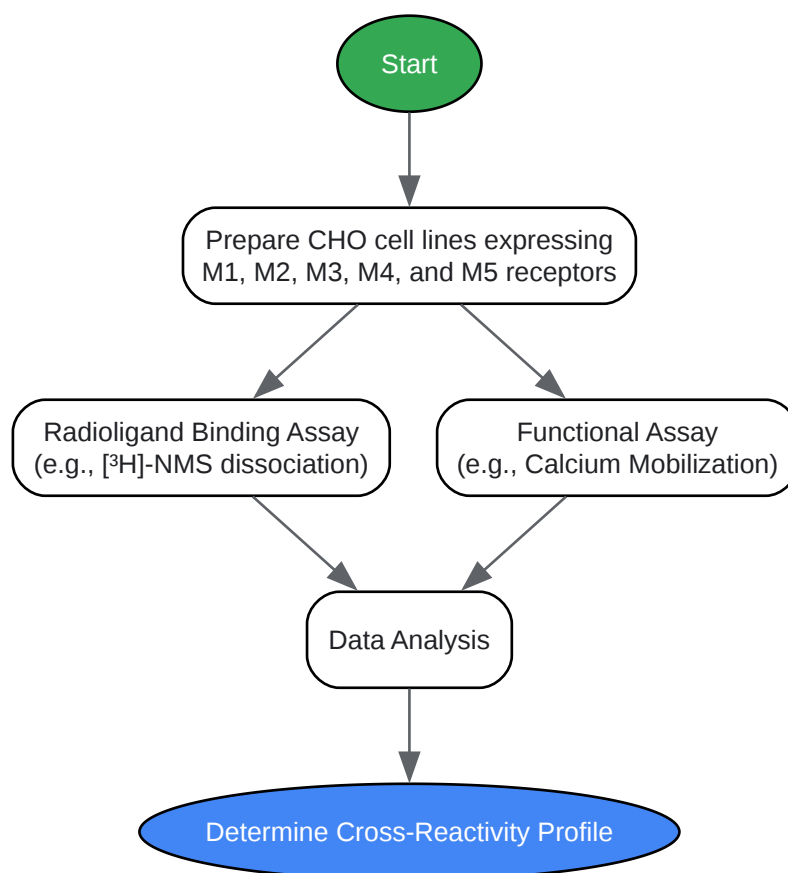 Start
Prepare CHO cell lines expressing
M1, M2, M3, M4, and M5 receptors
Radioligand Binding Assay
(e.g., [³H]-NMS dissociation)
Functional Assay
(e.g., Calcium Mobilization)
Data Analysis
Determine Cross-Reactivity Profile